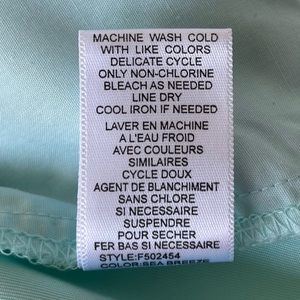 MACHINE WASH COLD
WITH LIKE COLORS
DELICATE CYCLE
ONLY NON-CHLORINE
BLEACH AS NEEDED
LINE DRY
COOL IRON IF NEEDED
LAVER EN MACHINE
A L'EAU FROID
AVEC COULEURS
SIMILAIRES
CYCLE DOUX
AGENT DE BLANCHIMENT
SANS CHLORE
SI NECESSAIRE
SUSPENDRE
POUR SECHER
FER BAS SI NECESSAIRE
STYLE:F502454
COLOR:SEA BREEZE